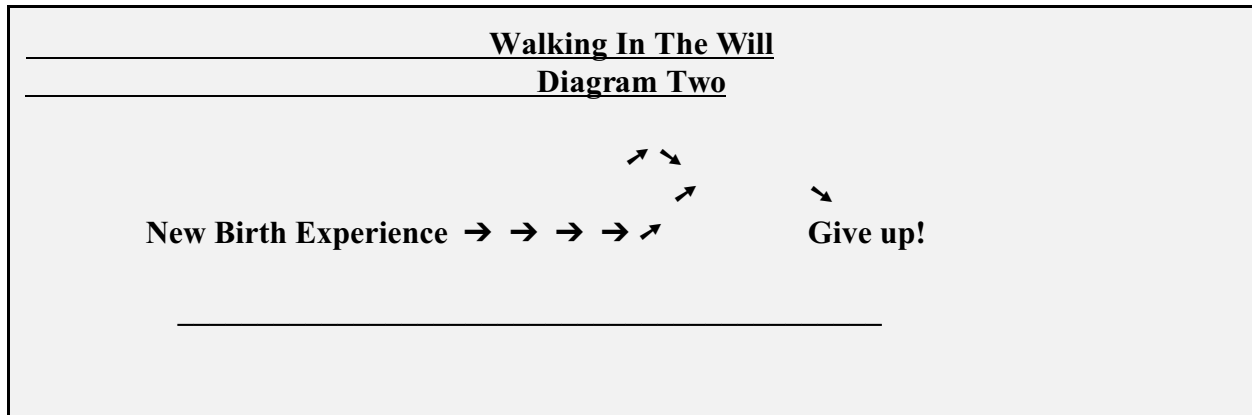 Walking In The Will
Diagram Two
➚ ➘
➚ ➘
New Birth Experience ➔ ➔ ➔ ➔ ➚ Give up!